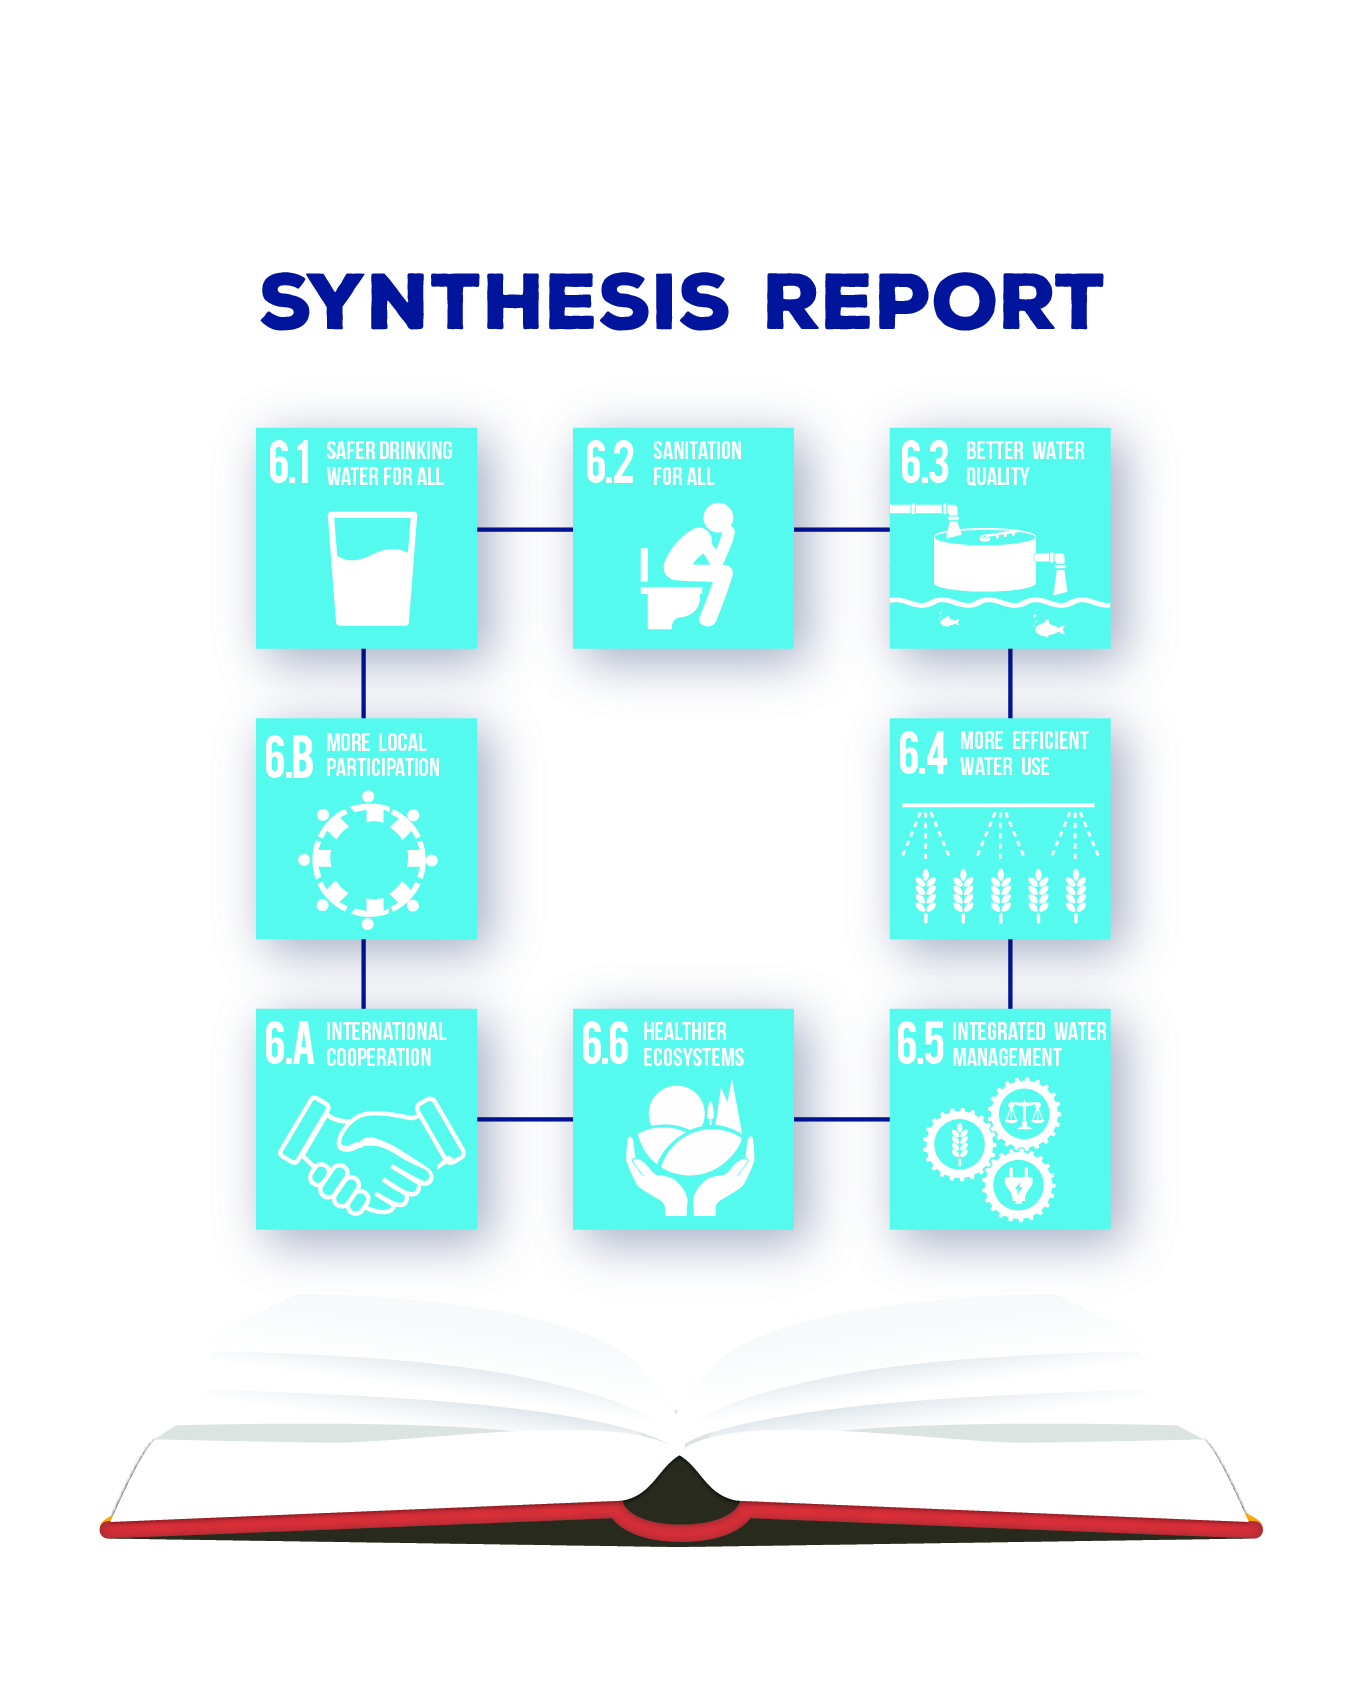 SYNTHESIS REPORT
6.1 SAFER DRINKING
WATER FOR ALL
6.2 SANITATION
FOR ALL
6.3 BETTER WATER
QUALITY
6.B MORE LOCAL
PARTICIPATION
6.4 MORE EFFICIENT
WATER USE
6.A INTERNATIONAL
COOPERATION
6.6 HEALTHIER
ECOSYSTEMS
6.5 INTEGRATED WATER
MANAGEMENT